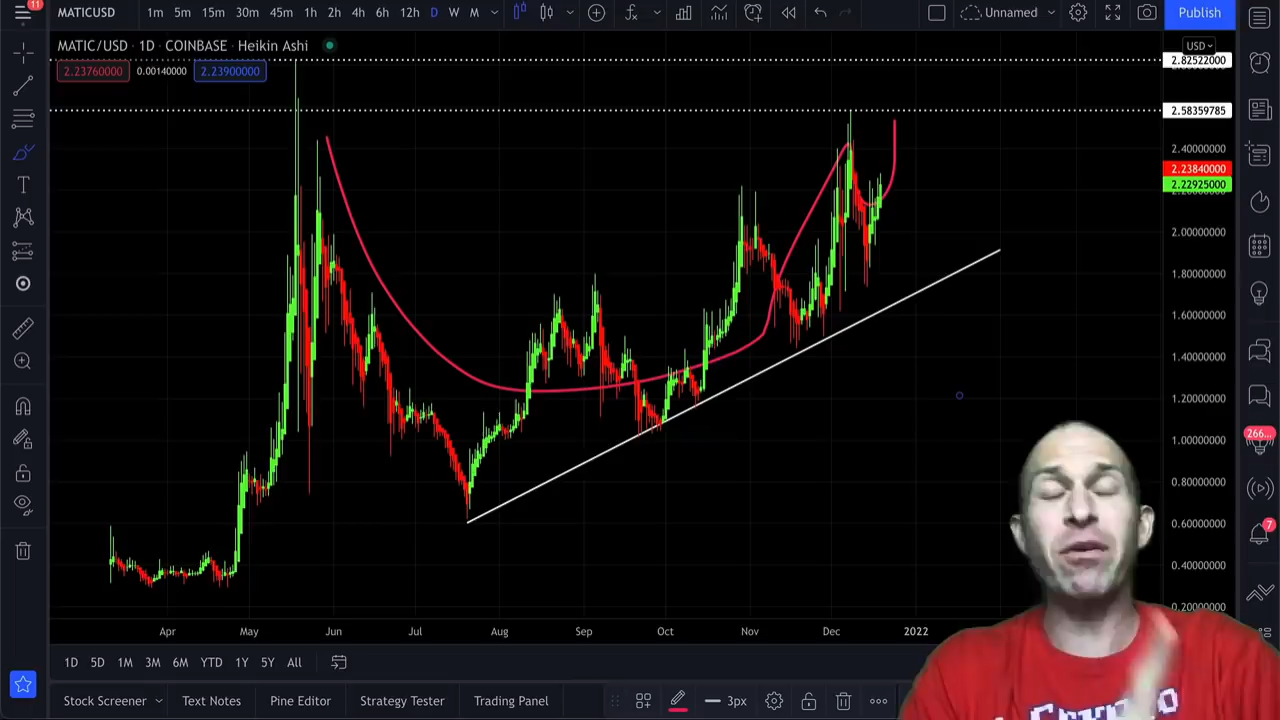 11
1m 5m 15m 30m 45m 1h 2h 4h 6h 12h D W M
Unnamed
Publish
MATICUSD
MATIC/USD · 1D · COINBASE · Heikin Ashi
USD
2.23760000 0.00140000 2.23900000
2.82522000
2.58359785
2.40000000
2.23840000
2.22925000
2.00000000
1.80000000
1.60000000
1.40000000
1.20000000
1.00000000
266...
0.80000000
0.60000000
7
0.40000000
0.20000000
Apr May Jun Jul Aug Sep Oct Nov Dec 2022
1D 5D 1M 3M 6M YTD 1Y 5Y All
Stock Screener Text Notes Pine Editor Strategy Tester Trading Panel 3px